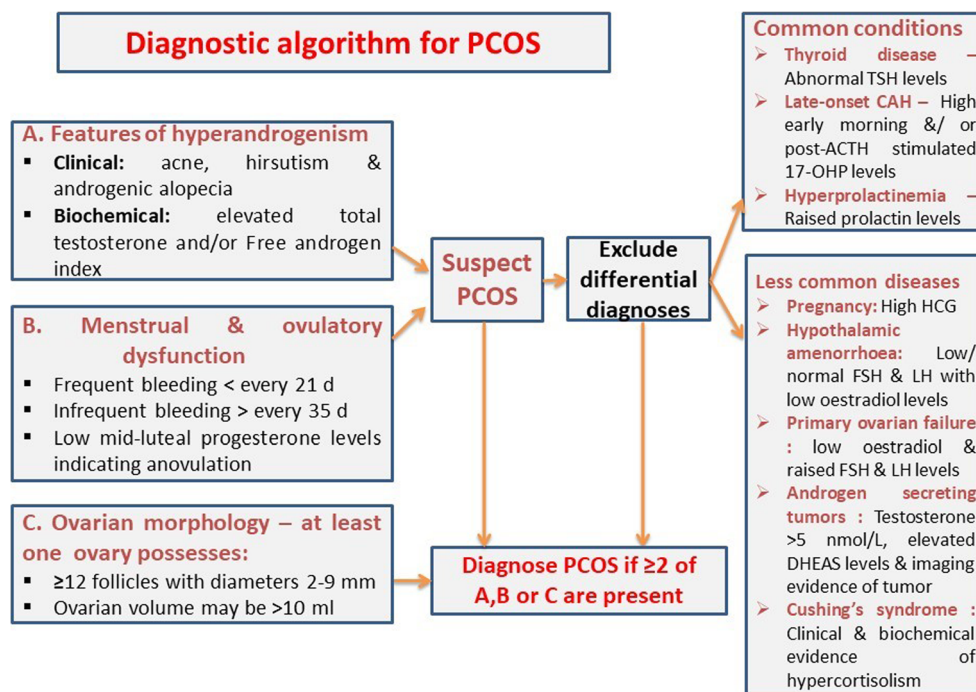 Diagnostic algorithm for PCOS
A. Features of hyperandrogenism
▪ Clinical: acne, hirsutism &
androgenic alopecia
▪ Biochemical: elevated total
testosterone and/or Free androgen
index
B. Menstrual & ovulatory
dysfunction
▪ Frequent bleeding < every 21 d
▪ Infrequent bleeding > every 35 d
▪ Low mid-luteal progesterone levels
indicating anovulation
C. Ovarian morphology – at least
one ovary possesses:
▪ ≥12 follicles with diameters 2-9 mm
▪ Ovarian volume may be >10 ml
Suspect
PCOS
Exclude
differential
diagnoses
Diagnose PCOS if ≥2 of
A,B or C are present
Common conditions
➢ Thyroid disease –
Abnormal TSH levels
➢ Late-onset CAH – High
early morning &/ or
post-ACTH stimulated
17-OHP levels
➢ Hyperprolactinemia –
Raised prolactin levels
Less common diseases
➢ Pregnancy: High HCG
➢ Hypothalamic
amenorrhoea: Low/
normal FSH & LH with
low oestradiol levels
➢ Primary ovarian failure
: low oestradiol &
raised FSH & LH levels
➢ Androgen secreting
tumors : Testosterone
>5 nmol/L, elevated
DHEAS levels & imaging
evidence of tumor
➢ Cushing's syndrome :
Clinical & biochemical
evidence of
hypercortisolism